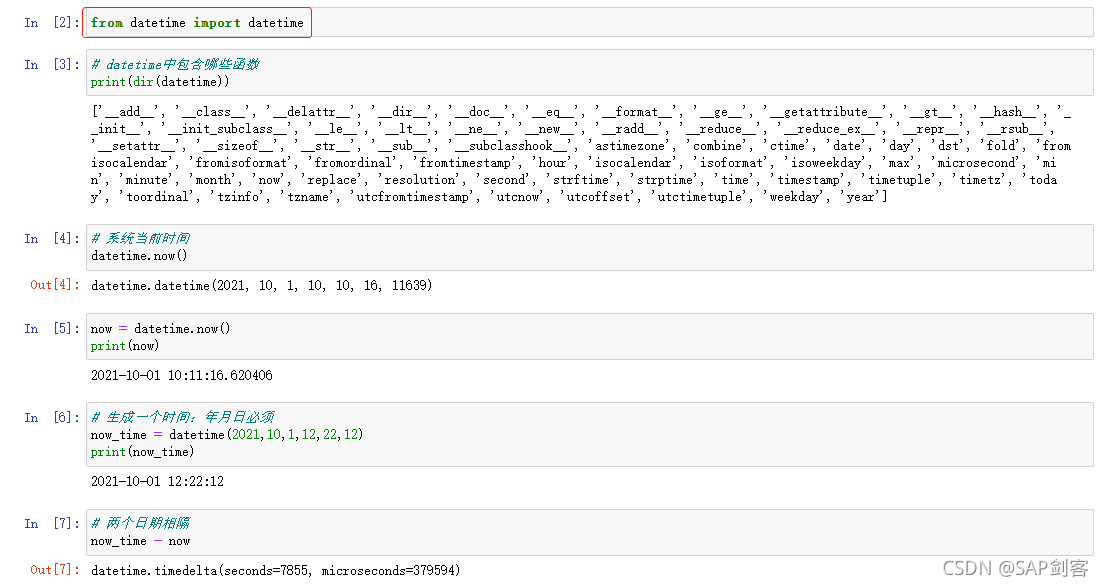 In [2]: from datetime import datetime
In [3]: # datetime中包含哪些函数
print(dir(datetime))
['__add__', '__class__', '__delattr__', '__dir__', '__doc__', '__eq__', '__format__', '__ge__', '__getattribute__', '__gt__', '__hash__', '_
_init__', '__init_subclass__', '__le__', '__lt__', '__ne__', '__new__', '__radd__', '__reduce__', '__reduce_ex__', '__repr__', '__rsub__',
'__setattr__', '__sizeof__', '__str__', '__sub__', '__subclasshook__', 'astimezone', 'combine', 'ctime', 'date', 'day', 'dst', 'fold', 'from
isocalendar', 'fromisoformat', 'fromordinal', 'fromtimestamp', 'hour', 'isocalendar', 'isoformat', 'isoweekday', 'max', 'microsecond', 'mi
n', 'minute', 'month', 'now', 'replace', 'resolution', 'second', 'strftime', 'strptime', 'time', 'timestamp', 'timetuple', 'timetz', 'toda
y', 'toordinal', 'tzinfo', 'tzname', 'utcfromtimestamp', 'utcnow', 'utcoffset', 'utctimetuple', 'weekday', 'year']
In [4]: # 系统当前时间
datetime.now()
Out[4]: datetime.datetime(2021, 10, 1, 10, 10, 16, 11639)
In [5]: now = datetime.now()
print(now)
2021-10-01 10:11:16.620406
In [6]: # 生成一个时间：年月日必须
now_time = datetime(2021,10,1,12,22,12)
print(now_time)
2021-10-01 12:22:12
In [7]: # 两个日期相隔
now_time - now
Out[7]: datetime.timedelta(seconds=7855, microseconds=379594)
CSDN @SAP剑客